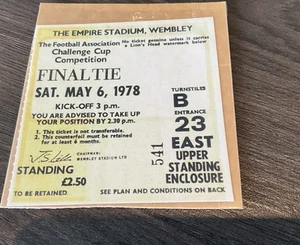 THE EMPIRE STADIUM, WEMBLEY
The Football Association
Challenge Cup
Competition
No ticket genuine unless it carries
a Lion's Head watermark below
FINAL TIE
SAT. MAY 6, 1978
KICK-OFF 3 p.m.
YOU ARE ADVISED TO TAKE UP
YOUR POSITION BY 2.30 p.m.
1. This ticket is not transferable.
2. This counterfoil must be retained
for at least 6 months.
CHAIRMAN:
WEMBLEY STADIUM LTD
STANDING
£2.50
TO BE RETAINED
541
TURNSTILES
B
ENTRANCE
23
EAST
UPPER
STANDING
ENCLOSURE
SEE PLAN AND CONDITIONS ON BACK